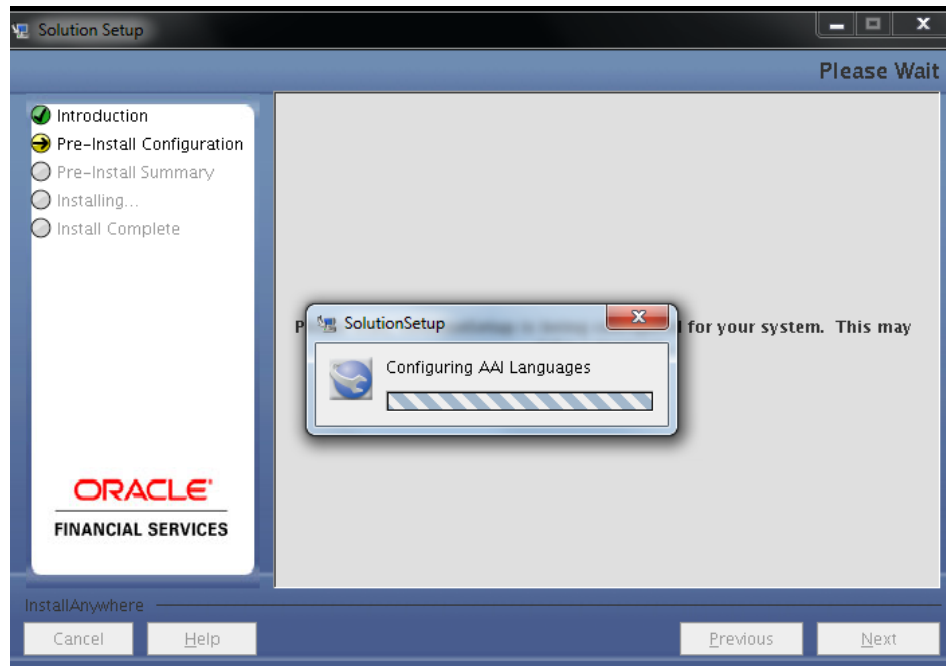 Solution Setup
Please Wait
Introduction
Pre-Install Configuration
Pre-Install Summary
Installing...
Install Complete
SolutionSetup
for your system. This may
Configuring AAI Languages
ORACLE'
FINANCIAL SERVICES
InstallAnywhere
Cancel
Help
Previous
Next